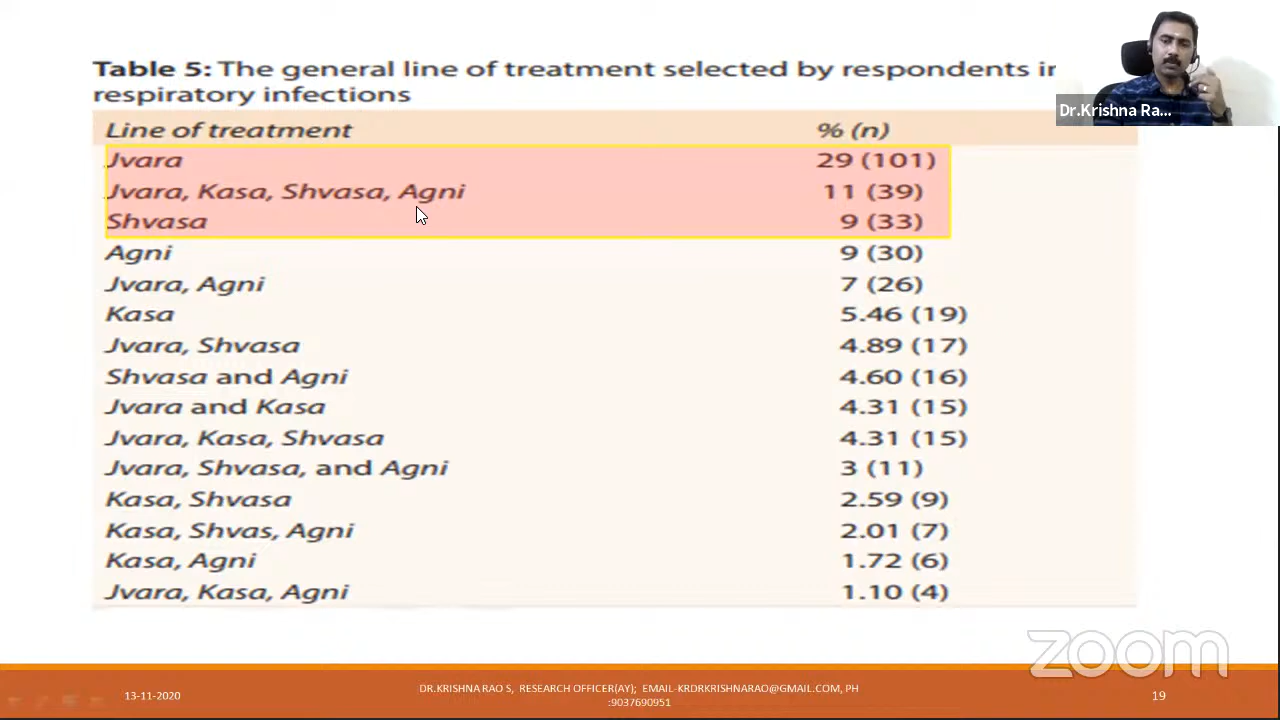 Table 5: The general line of treatment selected by respondents in
respiratory infections
Line of treatment % (n)
Jvara 29 (101)
Jvara, Kasa, Shvasa, Agni 11 (39)
Shvasa 9 (33)
Agni 9 (30)
Jvara, Agni 7 (26)
Kasa 5.46 (19)
Jvara, Shvasa 4.89 (17)
Shvasa and Agni 4.60 (16)
Jvara and Kasa 4.31 (15)
Jvara, Kasa, Shvasa 4.31 (15)
Jvara, Shvasa, and Agni 3 (11)
Kasa, Shvasa 2.59 (9)
Kasa, Shvas, Agni 2.01 (7)
Kasa, Agni 1.72 (6)
Jvara, Kasa, Agni 1.10 (4)
Dr.Krishna Ra...
zoom
13-11-2020
DR.KRISHNA RAO S, RESEARCH OFFICER(AY); EMAIL-KRDRKRISHNARAO@GMAIL.COM, PH
:9037690951
19